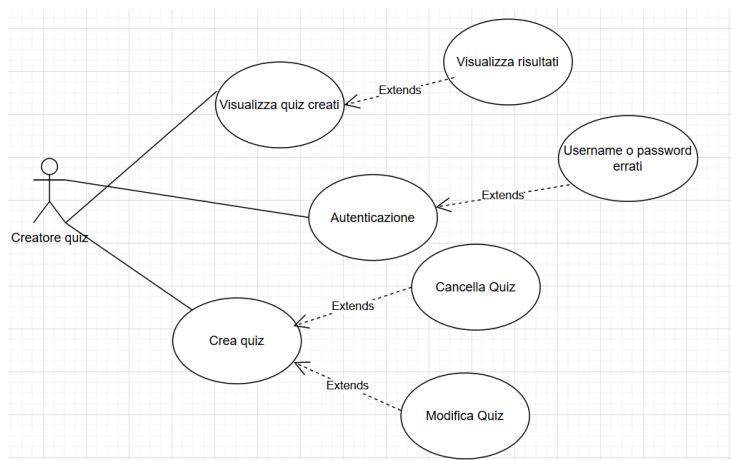 Visualizza risultati
Extends
Visualizza quiz creati
Username o password
errati
Extends
Autenticazione
Creatore quiz
Cancella Quiz
Extends
Crea quiz
Extends
Modifica Quiz